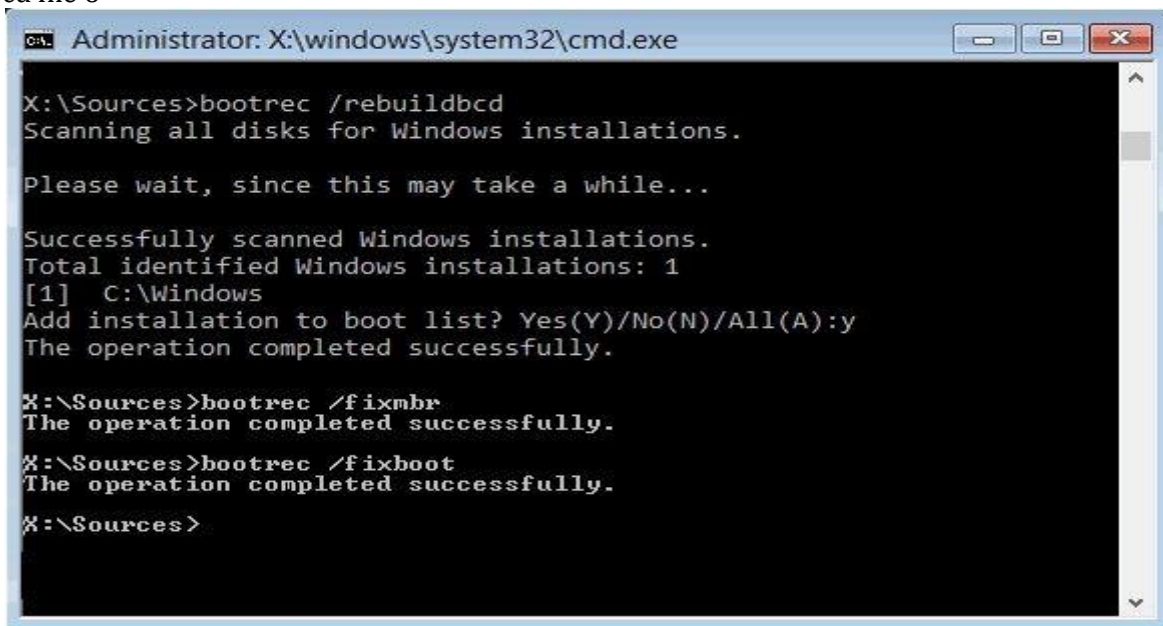 Administrator: X:\windows\system32\cmd.exe
X:\Sources>bootrec /rebuildbcd
Scanning all disks for Windows installations.
Please wait, since this may take a while...
Successfully scanned Windows installations.
Total identified Windows installations: 1
[1]  C:\Windows
Add installation to boot list? Yes(Y)/No(N)/All(A):y
The operation completed successfully.
X:\Sources>bootrec /fixmbr
The operation completed successfully.
X:\Sources>bootrec /fixboot
The operation completed successfully.
X:\Sources>